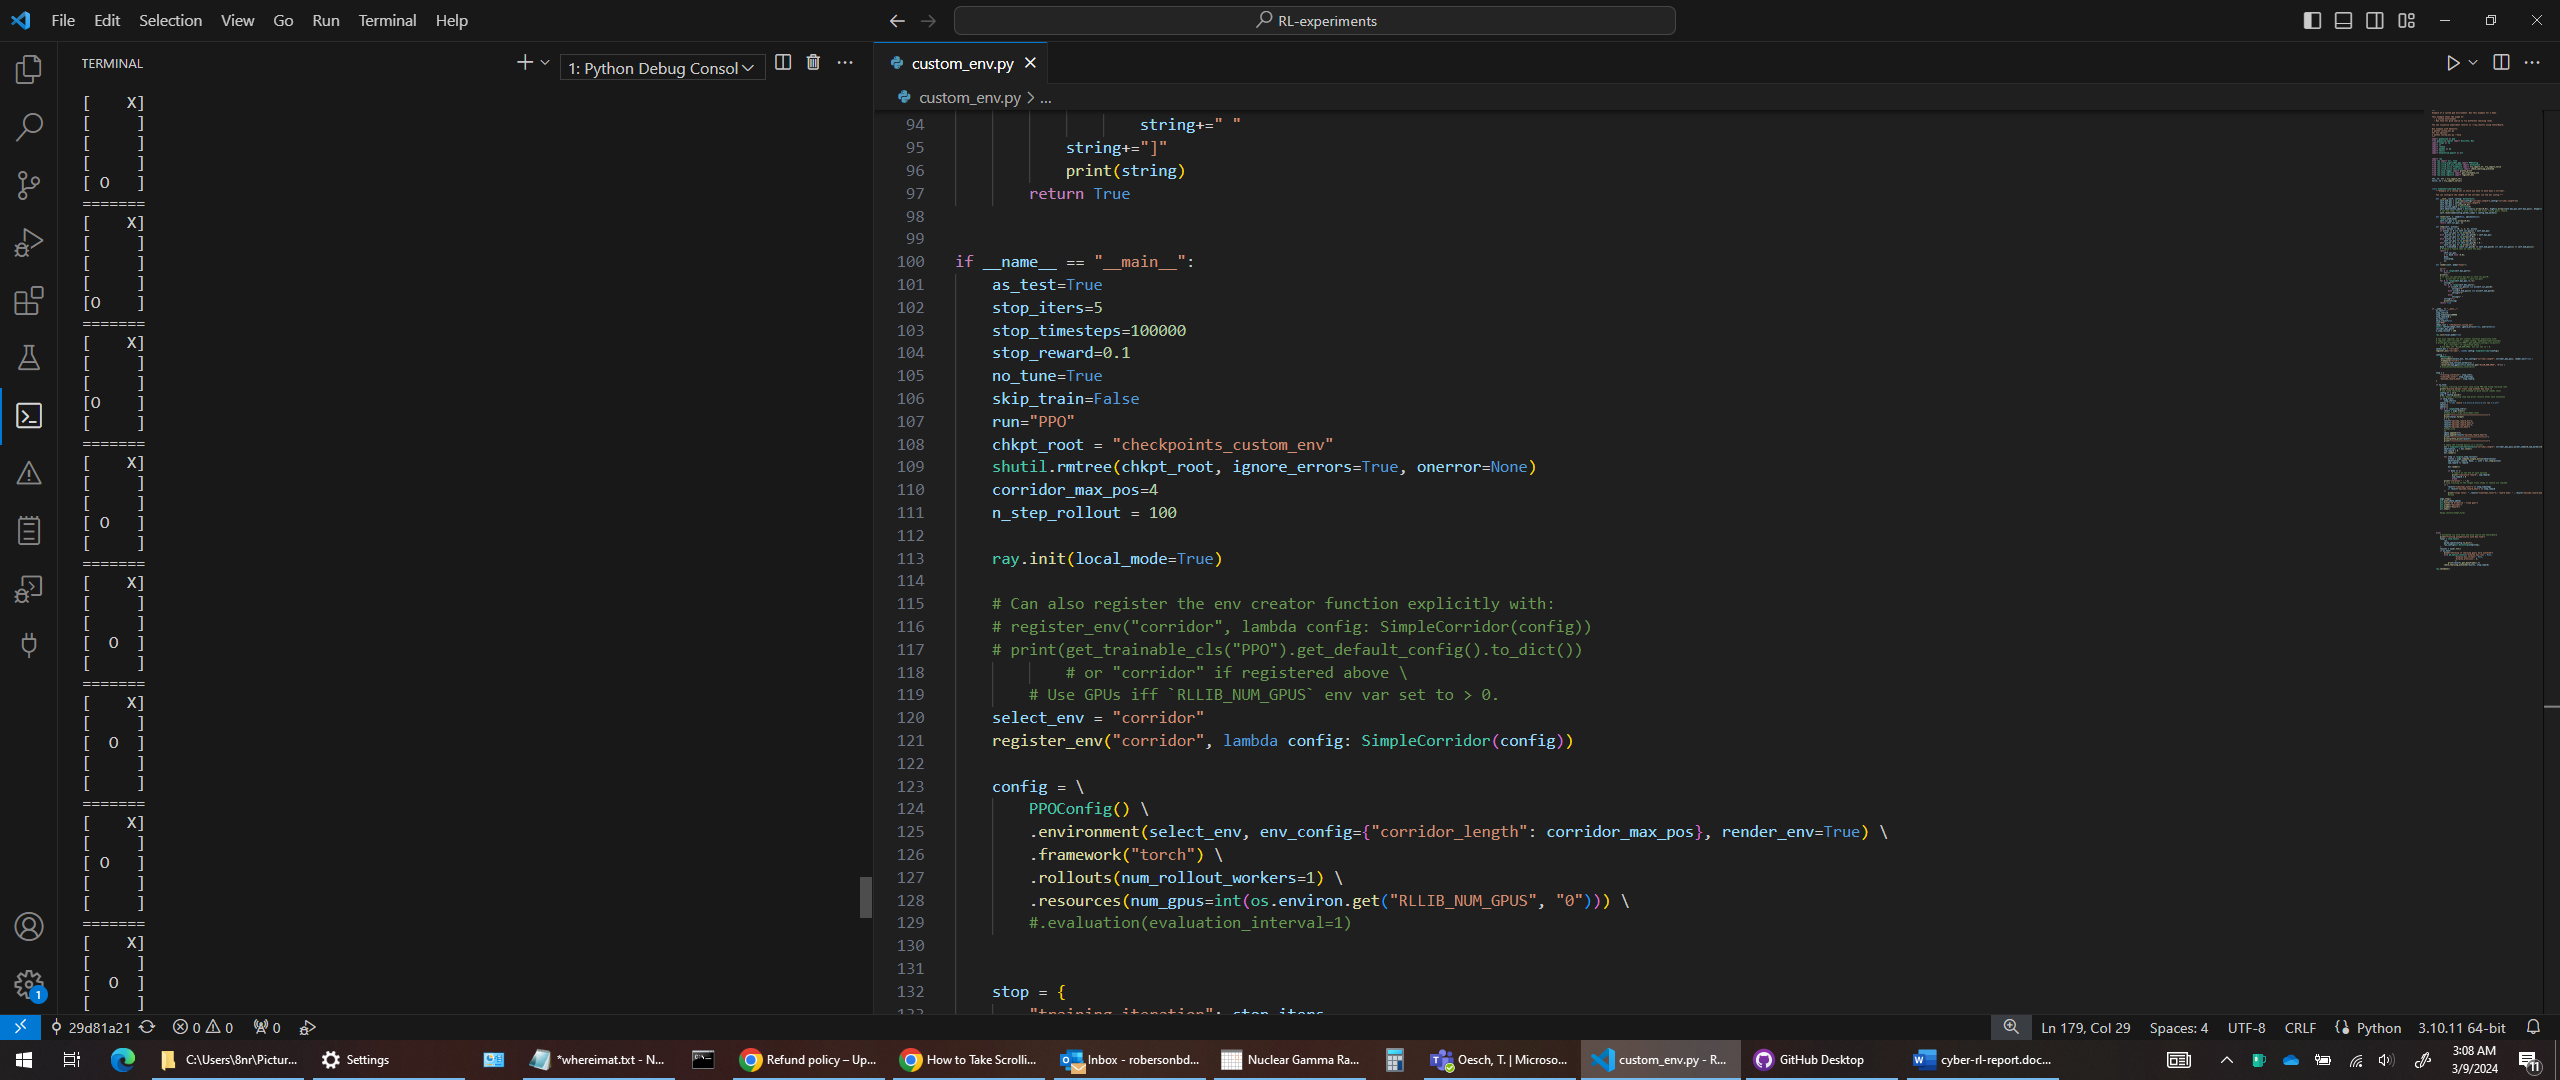 File Edit Selection View Go Run Terminal Help
RL-experiments
TERMINAL
1: Python Debug Consol
[    X]
[     ]
[     ]
[     ]
[ O   ]
=======
[    X]
[     ]
[     ]
[     ]
[O    ]
=======
[    X]
[     ]
[     ]
[O    ]
[     ]
=======
[    X]
[     ]
[     ]
[ O   ]
[     ]
=======
[    X]
[     ]
[     ]
[  O  ]
[     ]
=======
[    X]
[     ]
[  O  ]
[     ]
[     ]
=======
[    X]
[     ]
[ O   ]
[     ]
[     ]
=======
[    X]
[     ]
[  O  ]
[     ]
custom_env.py
custom_env.py > ...
94 string+=" "
95 string+="]"
96 print(string)
97 return True
98
99
100 if __name__ == "__main__":
101 as_test=True
102 stop_iters=5
103 stop_timesteps=100000
104 stop_reward=0.1
105 no_tune=True
106 skip_train=False
107 run="PPO"
108 chkpt_root = "checkpoints_custom_env"
109 shutil.rmtree(chkpt_root, ignore_errors=True, onerror=None)
110 corridor_max_pos=4
111 n_step_rollout = 100
112
113 ray.init(local_mode=True)
114
115 # Can also register the env creator function explicitly with:
116 # register_env("corridor", lambda config: SimpleCorridor(config))
117 # print(get_trainable_cls("PPO").get_default_config().to_dict())
118 # or "corridor" if registered above \
119 # Use GPUs iff `RLLIB_NUM_GPUS` env var set to > 0.
120 select_env = "corridor"
121 register_env("corridor", lambda config: SimpleCorridor(config))
122
123 config = \
124 PPOConfig() \
125 .environment(select_env, env_config={"corridor_length": corridor_max_pos}, render_env=True) \
126 .framework("torch") \
127 .rollouts(num_rollout_workers=1) \
128 .resources(num_gpus=int(os.environ.get("RLLIB_NUM_GPUS", "0"))) \
129 #.evaluation(evaluation_interval=1)
130
131
132 stop = {
133 "training_iteration": stop_iters,
1
29d81a21 0 0 0
Ln 179, Col 29 Spaces: 4 UTF-8 CRLF Python 3.10.11 64-bit
C:\Users\8nr\Pictur...
Settings
*whereimat.txt - N...
Refund policy – Up...
How to Take Scrolli...
Inbox - robersonbd...
Nuclear Gamma Ra...
Oesch, T. | Microso...
custom_env.py - R...
GitHub Desktop
cyber-rl-report.doc...
3:08 AM
3/9/2024
11